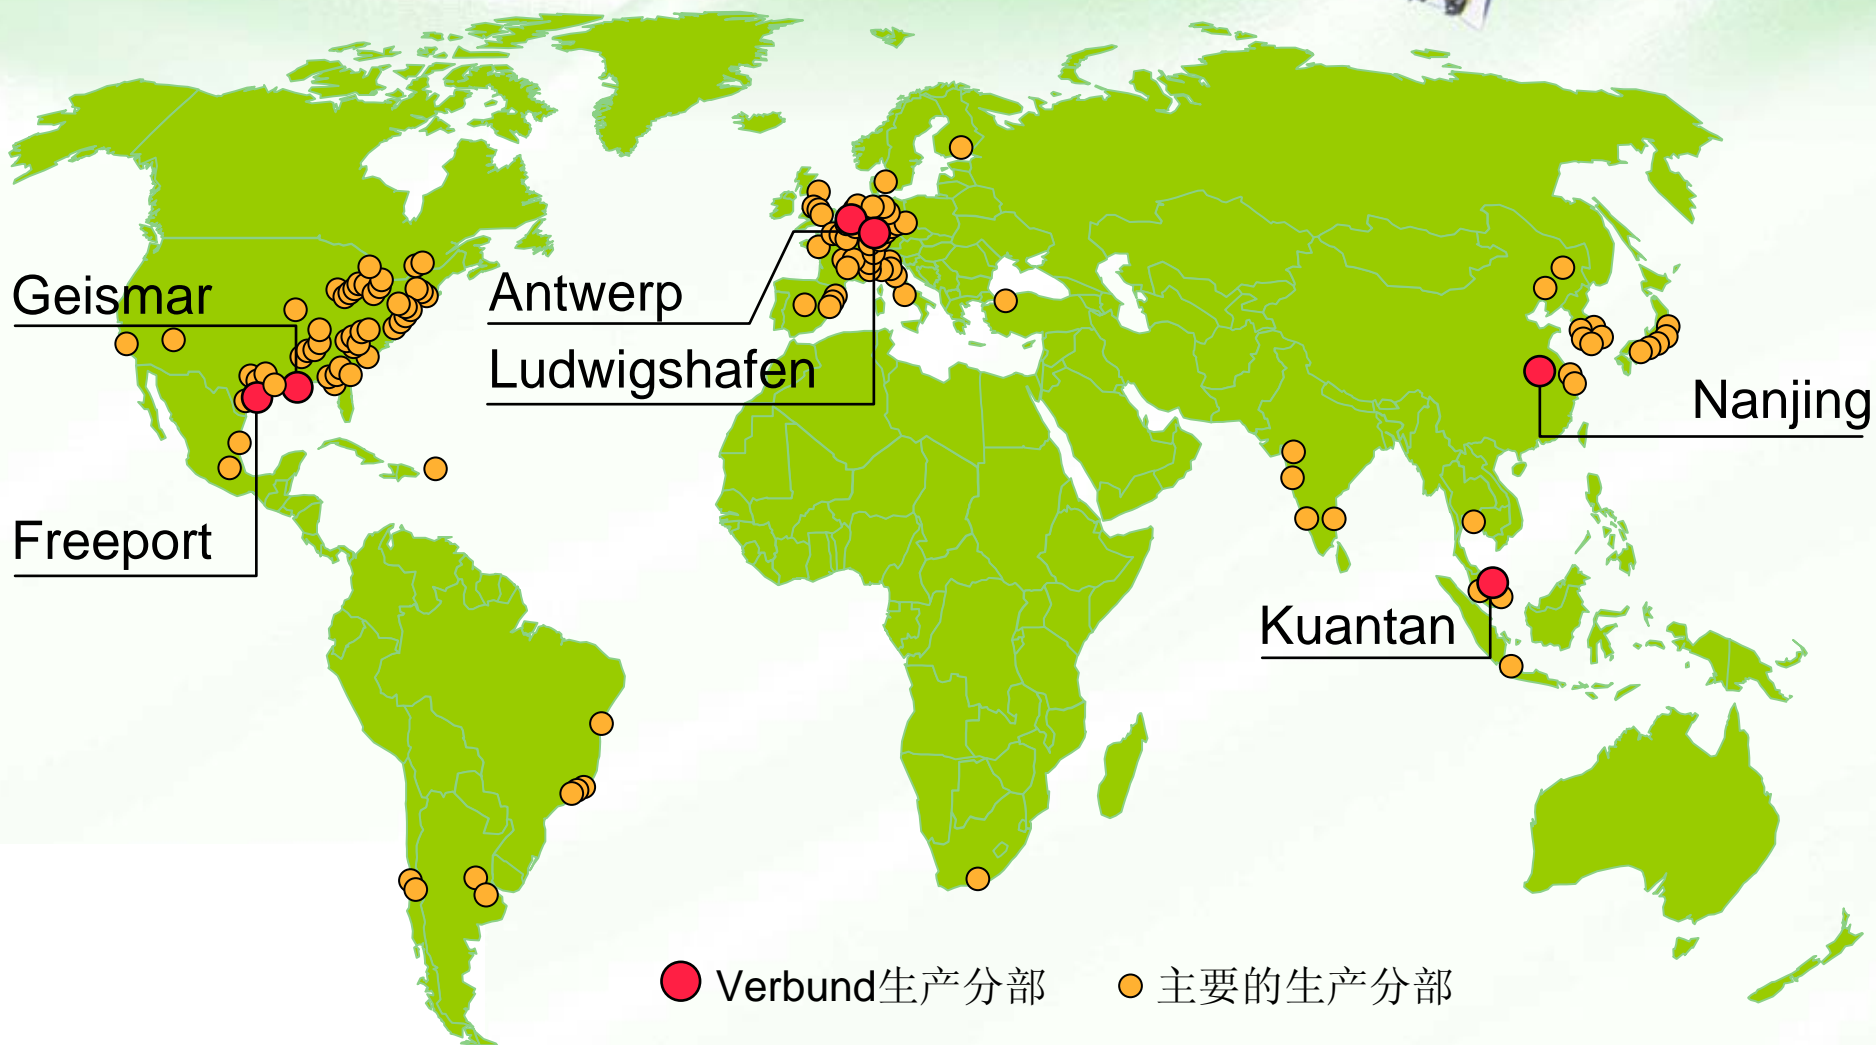 Geismar
Antwerp
Ludwigshafen
Nanjing
Freeport
Kuantan
Verbund生产分部
主要的生产分部